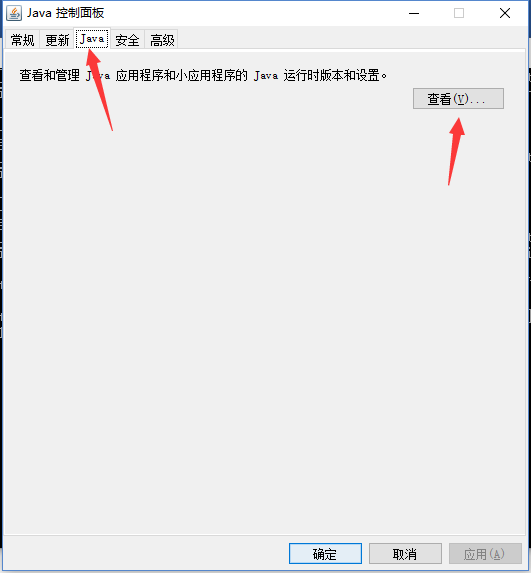 Java 控制面板
常规 更新 Java 安全 高级
查看和管理 Java 应用程序和小应用程序的 Java 运行时版本和设置。
查看(V)...
确定 取消 应用(A)